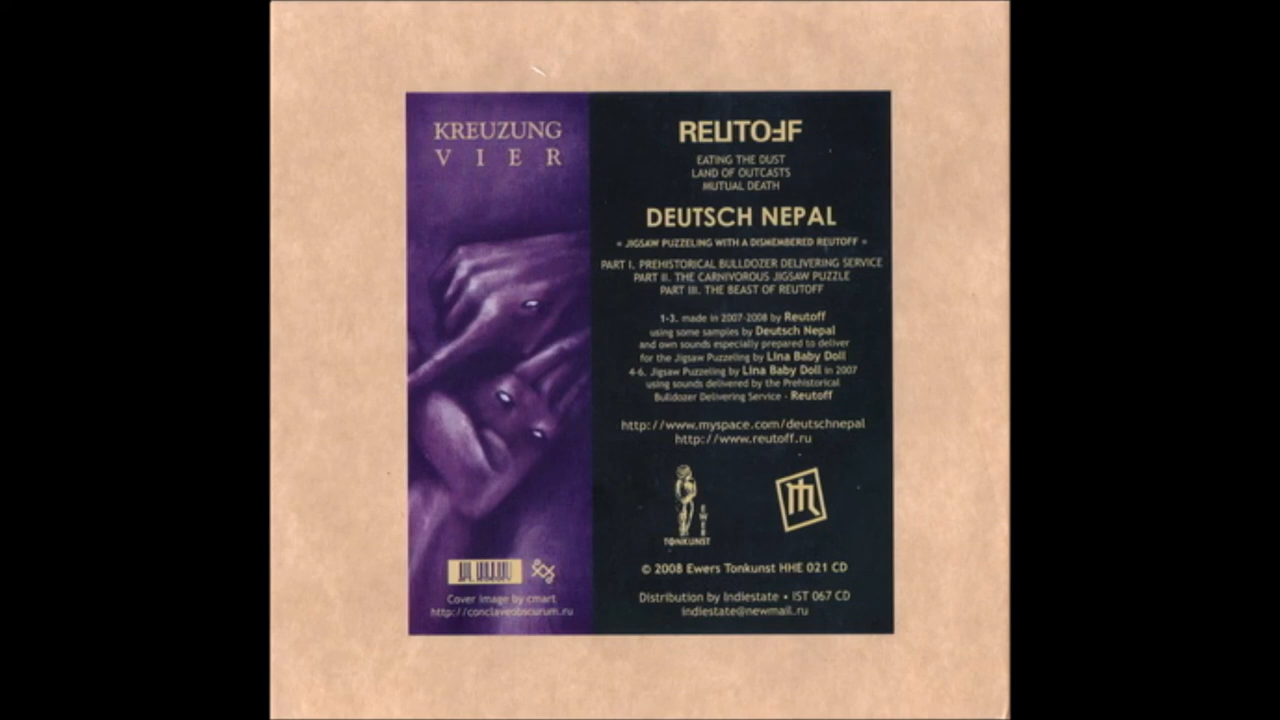 KREUZUNG
VIER
REUTOFF
EATING THE DUST
LAND OF OUTCASTS
MUTUAL DEATH
DEUTSCH NEPAL
« JIGSAW PUZZELING WITH A DISMEMBERED REUTOFF »
PART I. PREHISTORICAL BULLDOZER DELIVERING SERVICE
PART II. THE CARNIVOROUS JIGSAW PUZZLE
PART III. THE BEAST OF REUTOFF
1-3. made in 2007-2008 by Reutoff
using some samples by Deutsch Nepal
and own sounds especially prepared to deliver
for the Jigsaw Puzzeling by Lina Baby Doll
4-6. Jigsaw Puzzeling by Lina Baby Doll in 2007
using sounds delivered by the Prehistorical
Bulldozer Delivering Service - Reutoff
http://www.myspace.com/deutschnepal
http://www.reutoff.ru
TONKUNST
© 2008 Ewers Tonkunst HHE 021 CD
Distribution by Indiestate • IST 067 CD
indiestate@newmail.ru
Cover image by cmart
http://conclaveobscurum.ru